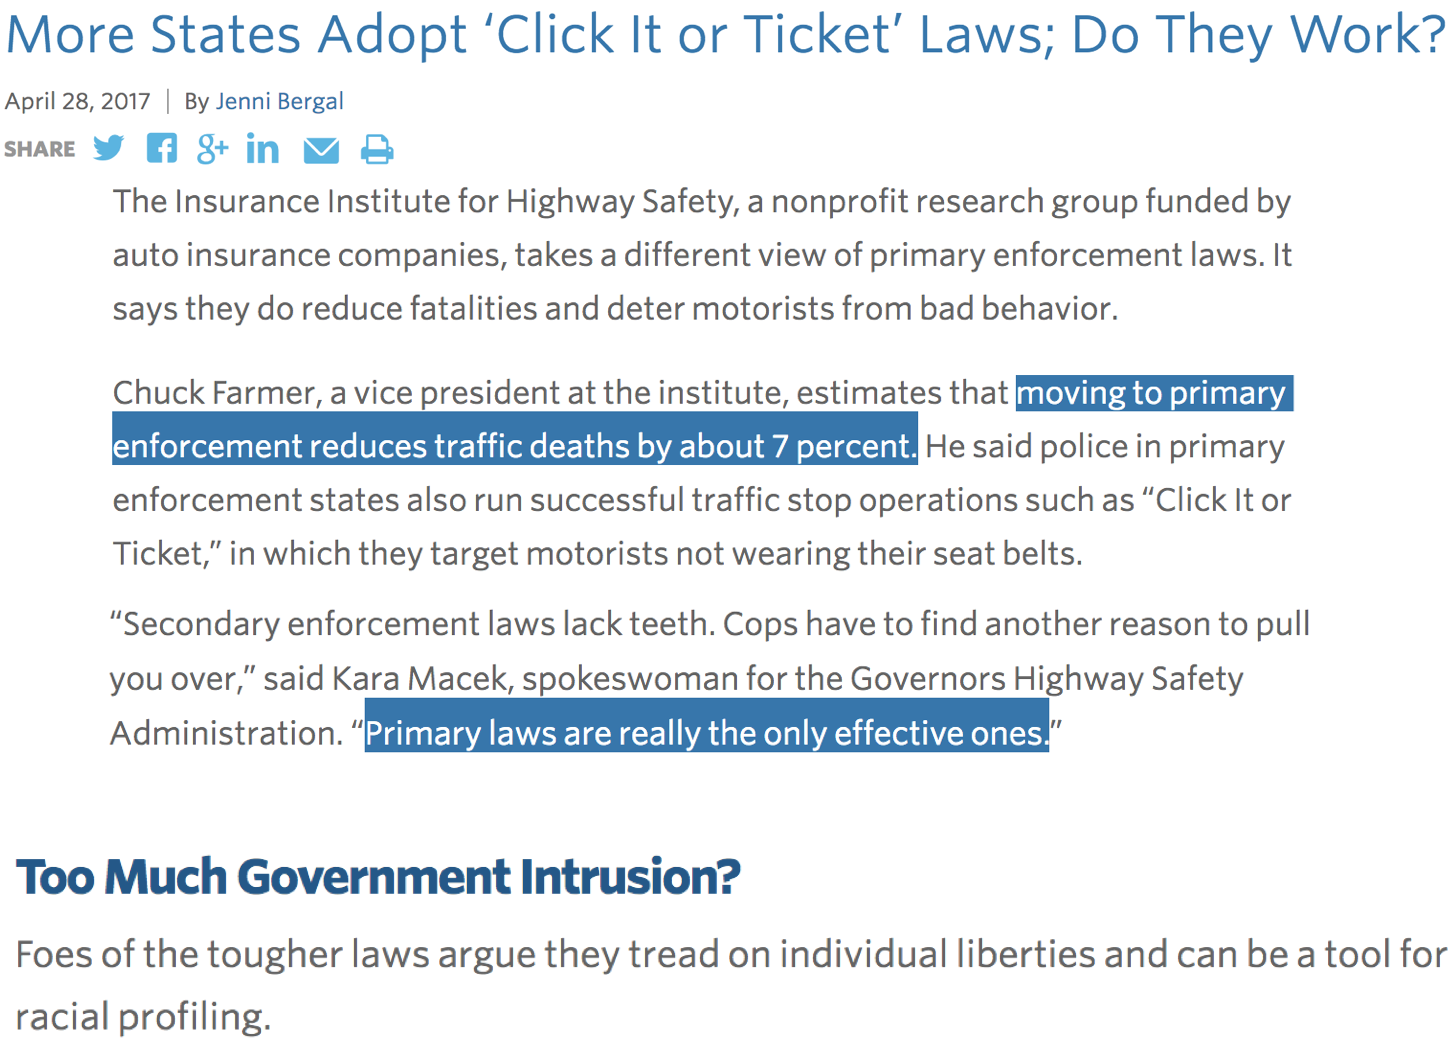 More States Adopt ‘Click It or Ticket’ Laws; Do They Work?
April 28, 2017 | By Jenni Bergal
SHARE
The Insurance Institute for Highway Safety, a nonprofit research group funded by
auto insurance companies, takes a different view of primary enforcement laws. It
says they do reduce fatalities and deter motorists from bad behavior.
Chuck Farmer, a vice president at the institute, estimates that moving to primary
enforcement reduces traffic deaths by about 7 percent. He said police in primary
enforcement states also run successful traffic stop operations such as “Click It or
Ticket,” in which they target motorists not wearing their seat belts.
“Secondary enforcement laws lack teeth. Cops have to find another reason to pull
you over,” said Kara Macek, spokeswoman for the Governors Highway Safety
Administration. “Primary laws are really the only effective ones.”
Too Much Government Intrusion?
Foes of the tougher laws argue they tread on individual liberties and can be a tool for
racial profiling.